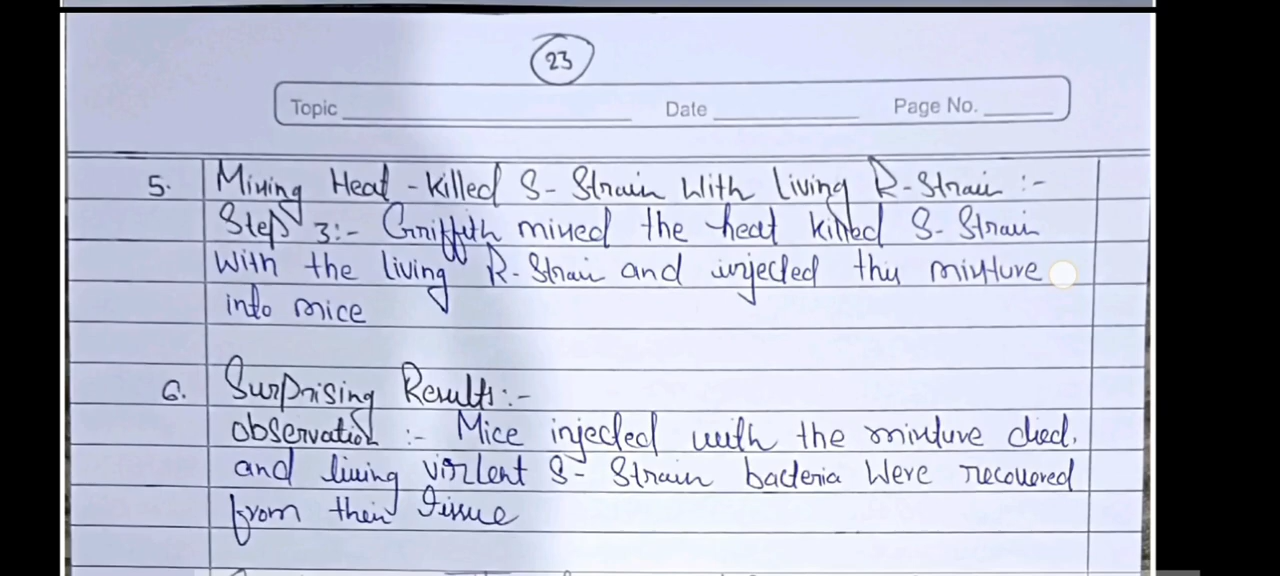 23
Topic Date Page No.
5. Mixing Heat-Killed S-Strain With Living R-Strain :-
Step 3:- Griffith mixed the heat killed S-Strain
With the living R-Strain and injected this mixture
into mice
6. Surprising Results:-
observation :- Mice injected with the mixture died.
and living virlent S-Strain bacteria Were recovered
from their tissue